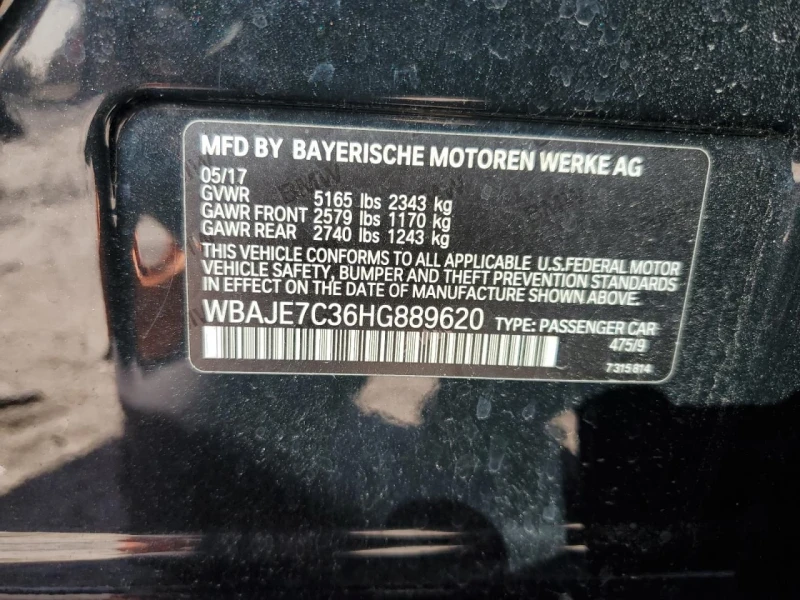 MFD BY BAYERISCHE MOTOREN WERKE AG
05/17
GVWR 5165 lbs 2343 kg
GAWR FRONT 2579 lbs 1170 kg
GAWR REAR 2740 lbs 1243 kg
THIS VEHICLE CONFORMS TO ALL APPLICABLE U.S.FEDERAL MOTOR
VEHICLE SAFETY, BUMPER AND THEFT PREVENTION STANDARDS
IN EFFECT ON THE DATE OF MANUFACTURE SHOWN ABOVE.
WBAJE7C36HG889620 TYPE: PASSENGER CAR
475/9
7315814